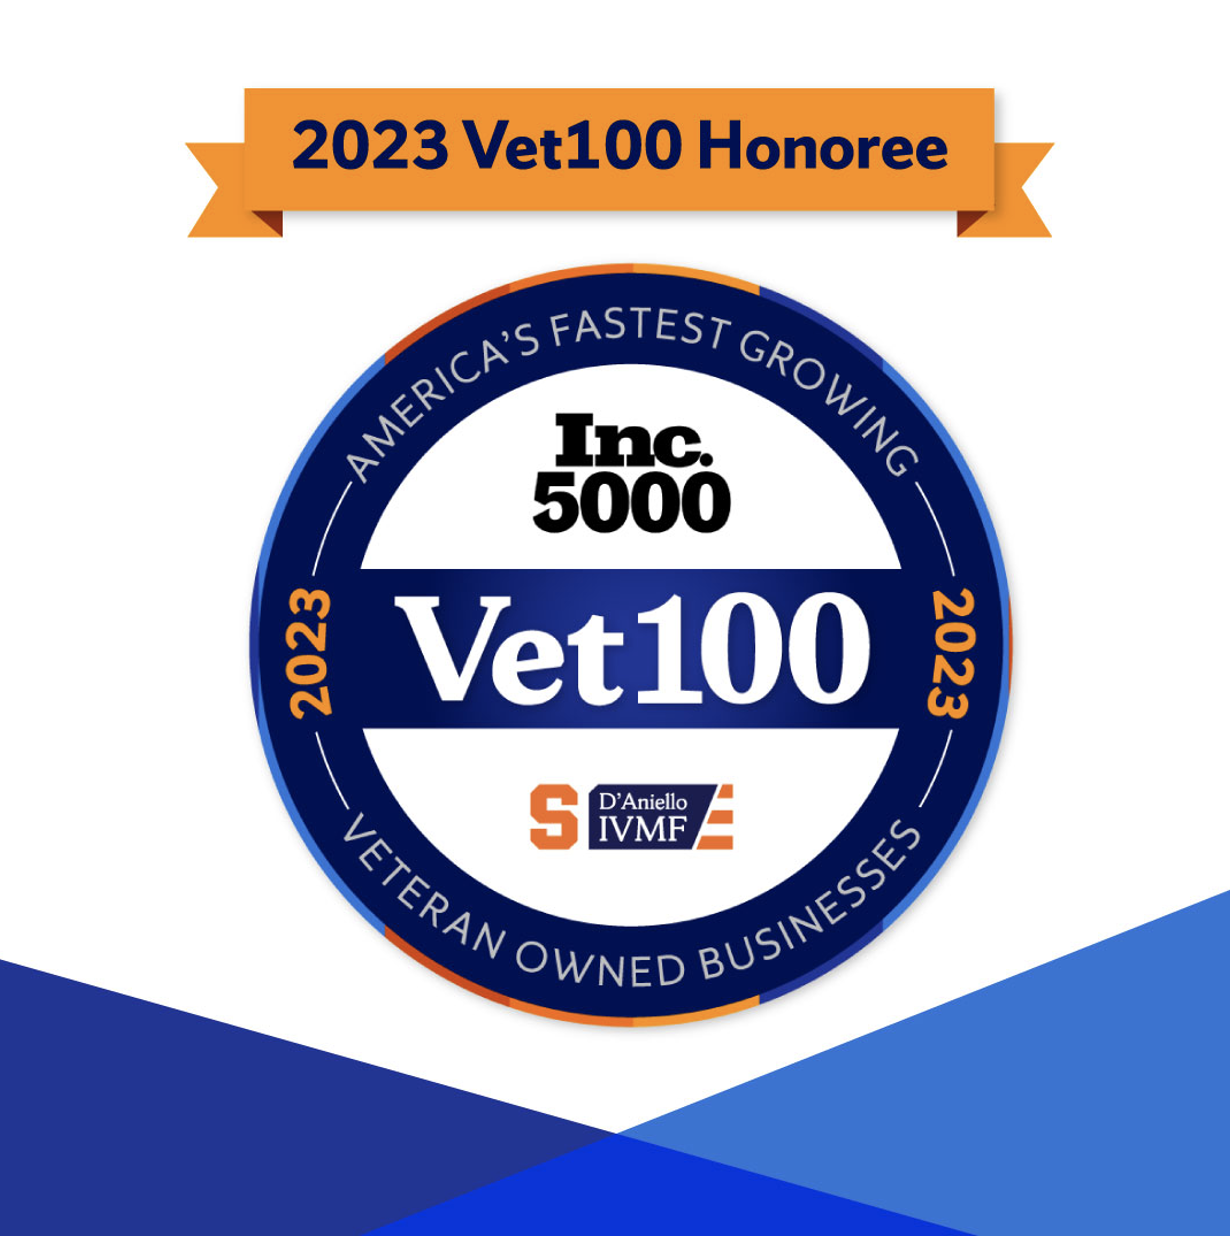 2023 Vet100 Honoree
AMERICA'S FASTEST GROWING
Inc.
5000
2023
Vet100
2023
S
D'Aniello
IVMF
VETERAN OWNED BUSINESSES